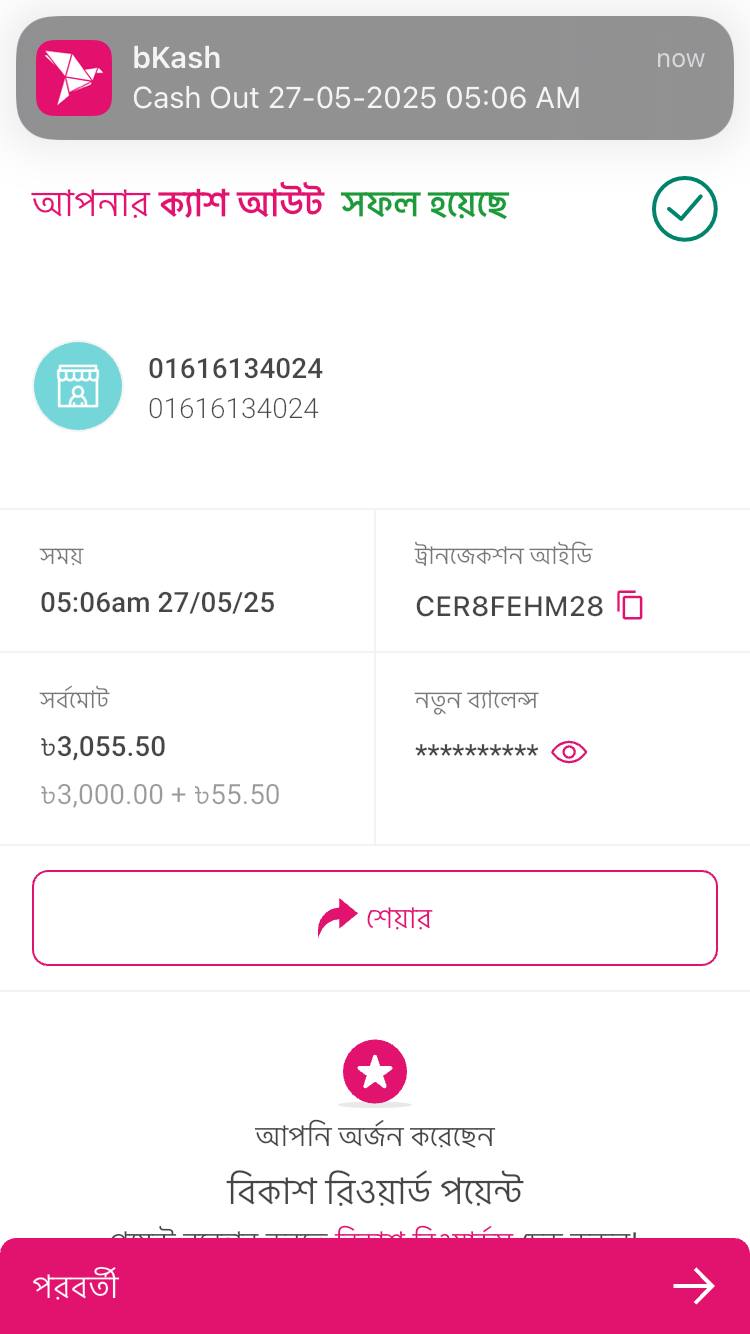 bKash
now
Cash Out 27-05-2025 05:06 AM
আপনার ক্যাশ আউট সফল হয়েছে
01616134024
01616134024
সময়
05:06am 27/05/25
ট্রানজেকশন আইডি
CER8FEHM28
সর্বমোট
৳3,055.50
৳3,000.00 + ৳55.50
নতুন ব্যালেন্স
**********
শেয়ার
আপনি অর্জন করেছেন
বিকাশ রিওয়ার্ড পয়েন্ট
পরবর্তী